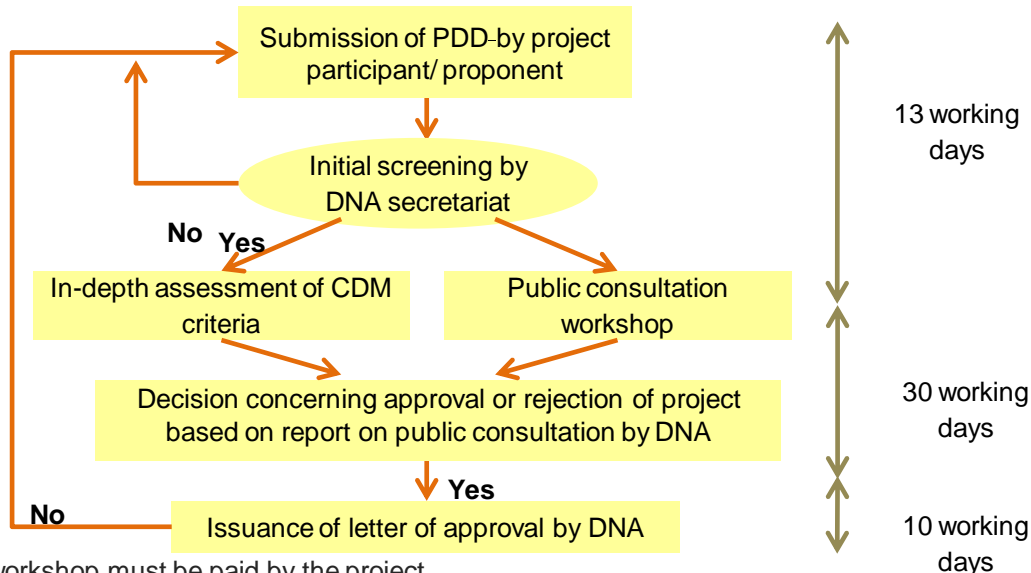 Submission of PDD-by project
participant/ proponent
13 working
days
Initial screening by
DNA secretariat
No Yes
In-depth assessment of CDM
criteria
Public consultation
workshop
Decision concerning approval or rejection of project
based on report on public consultation by DNA
30 working
days
Yes
No
Issuance of letter of approval by DNA
10 working
days
workshop must be paid by the project